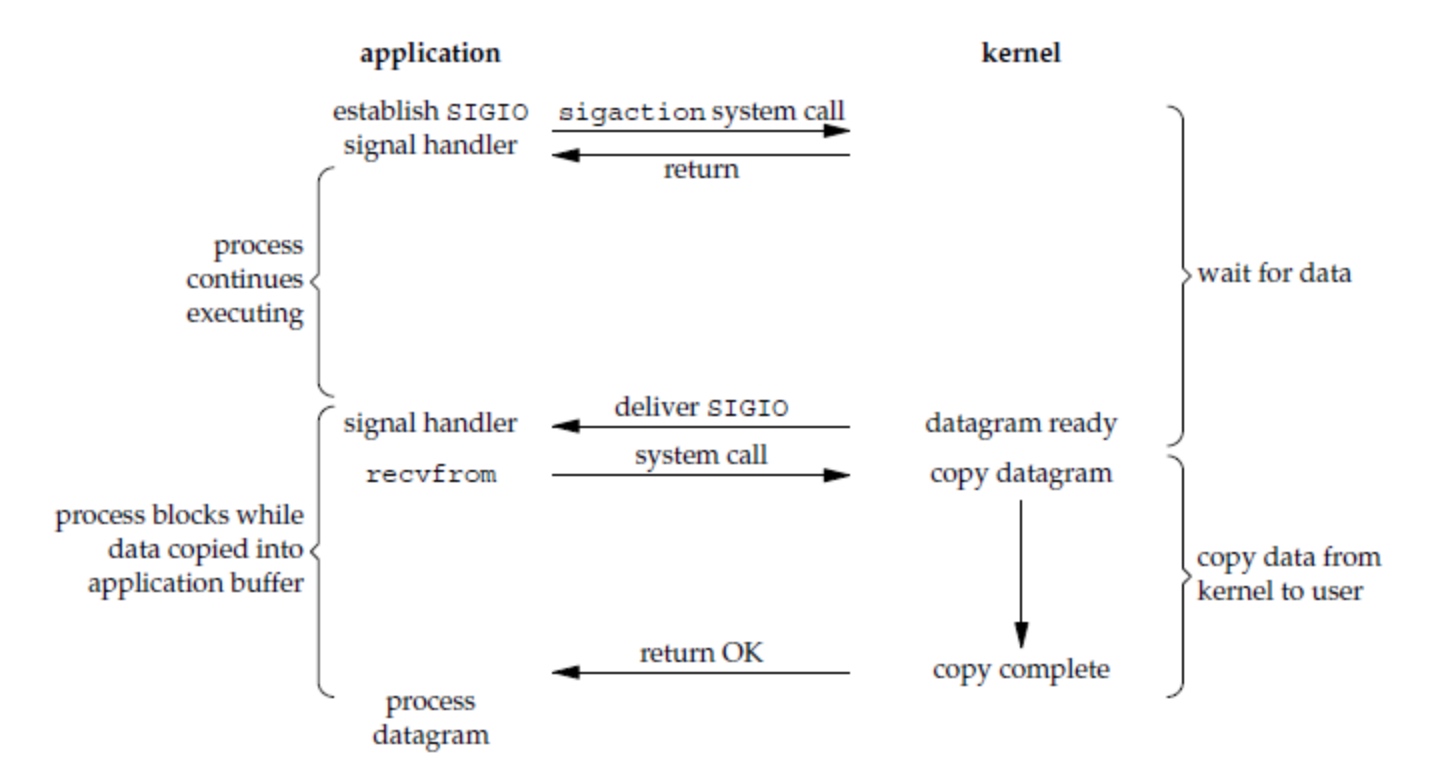 application
kernel
establish SIGIO
signal handler
sigaction system call
return
process
continues
executing
wait for data
signal handler
deliver SIGIO
datagram ready
recvfrom
system call
copy datagram
process blocks while
data copied into
application buffer
copy data from
kernel to user
return OK
copy complete
process
datagram